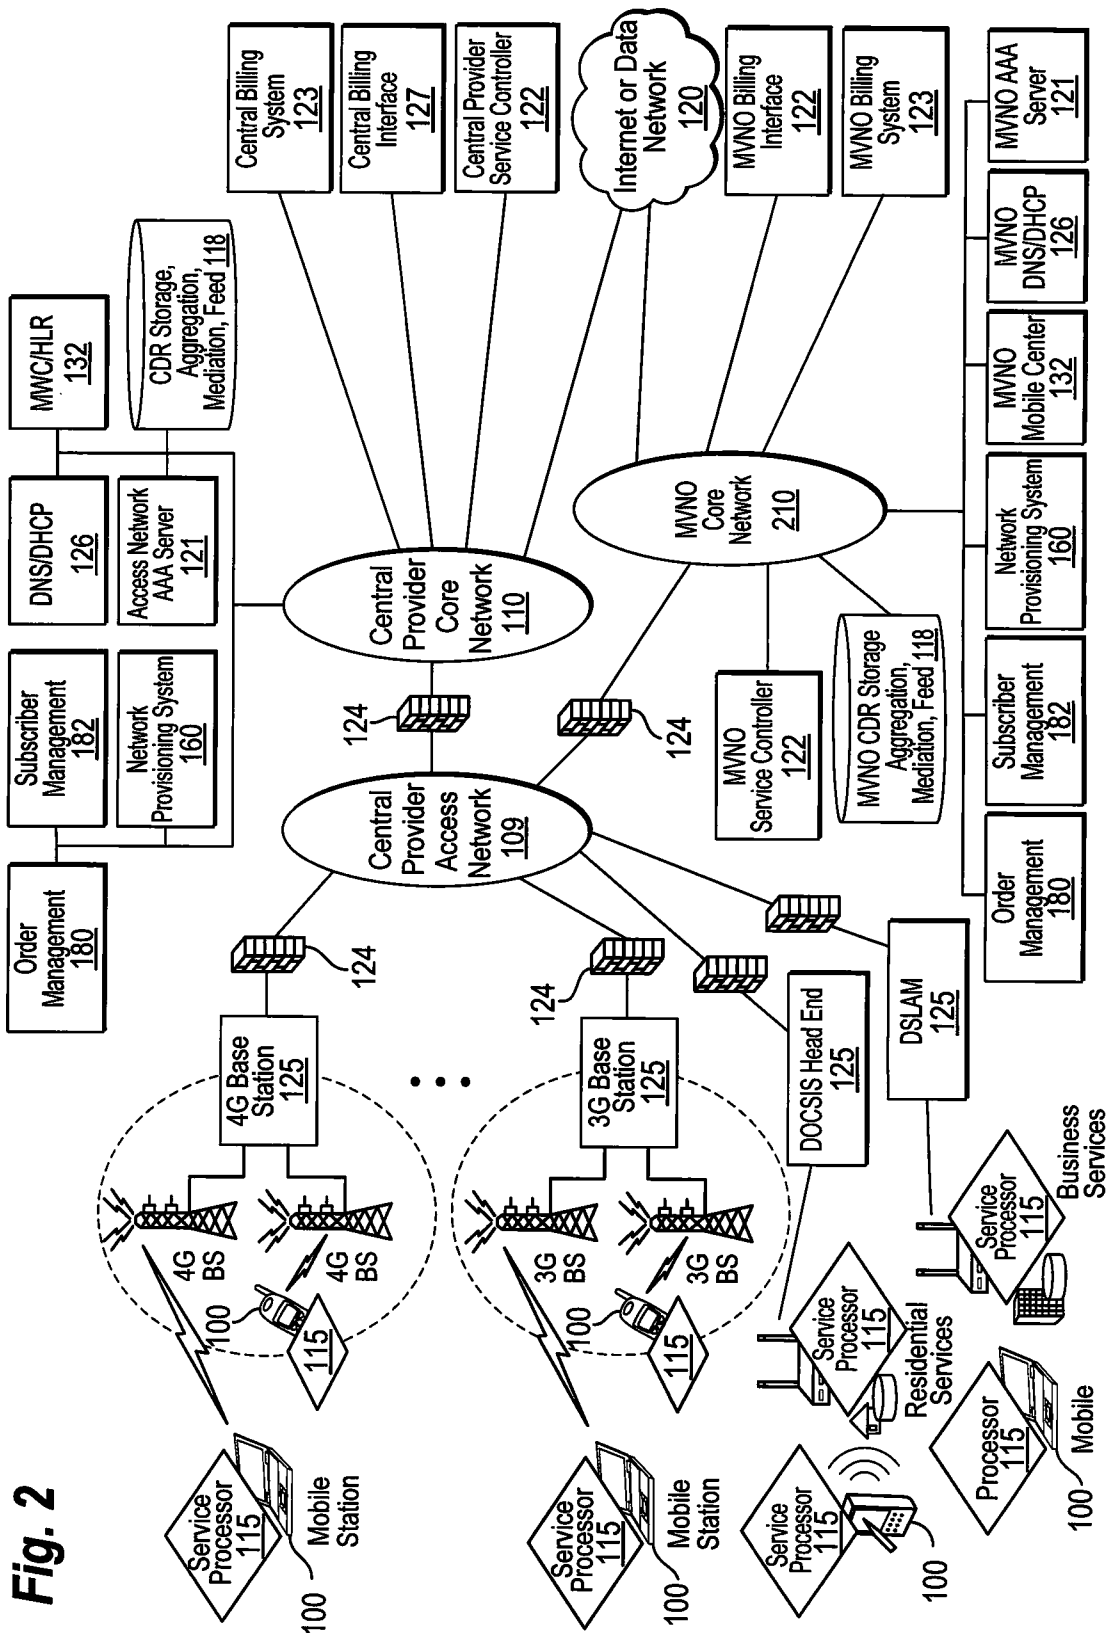 Fig. 2
Order
Management
180
Subscriber
Management
182
DNS/DHCP
126
MWC/HLR
132
Network
Provisioning System
160
Access Network
AAA Server
121
CDR Storage,
Aggregation,
Mediation, Feed 118
Service
Processor
115
100
Mobile
Station
4G
BS
4G
BS
100
115
4G Base
Station
125
124
Central
Provider
Access
Network
109
124
Central
Provider
Core
Network
110
Central Billing
System
123
Central Billing
Interface
127
Central Provider
Service Controller
122
Internet or Data
Network
120
MVNO Billing
Interface
122
MVNO Billing
System
123
Service
Processor
115
100
Mobile
Station
3G
BS
3G
BS
100
115
3G Base
Station
125
124
124
MVNO
Core
Network
210
MVNO
Service Controller
122
MVNO CDR Storage
Aggregation,
Mediation, Feed 118
Service
Processor
115
100
Service
Processor
115
Residential
Services
DOCSIS Head End
125
Processor
115
100
Mobile
Service
Processor
115
Business
Services
DSLAM
125
Order
Management
180
Subscriber
Management
182
Network
Provisioning System
160
MVNO
Mobile Center
132
MVNO
DNS/DHCP
126
MVNO AAA
Server
121